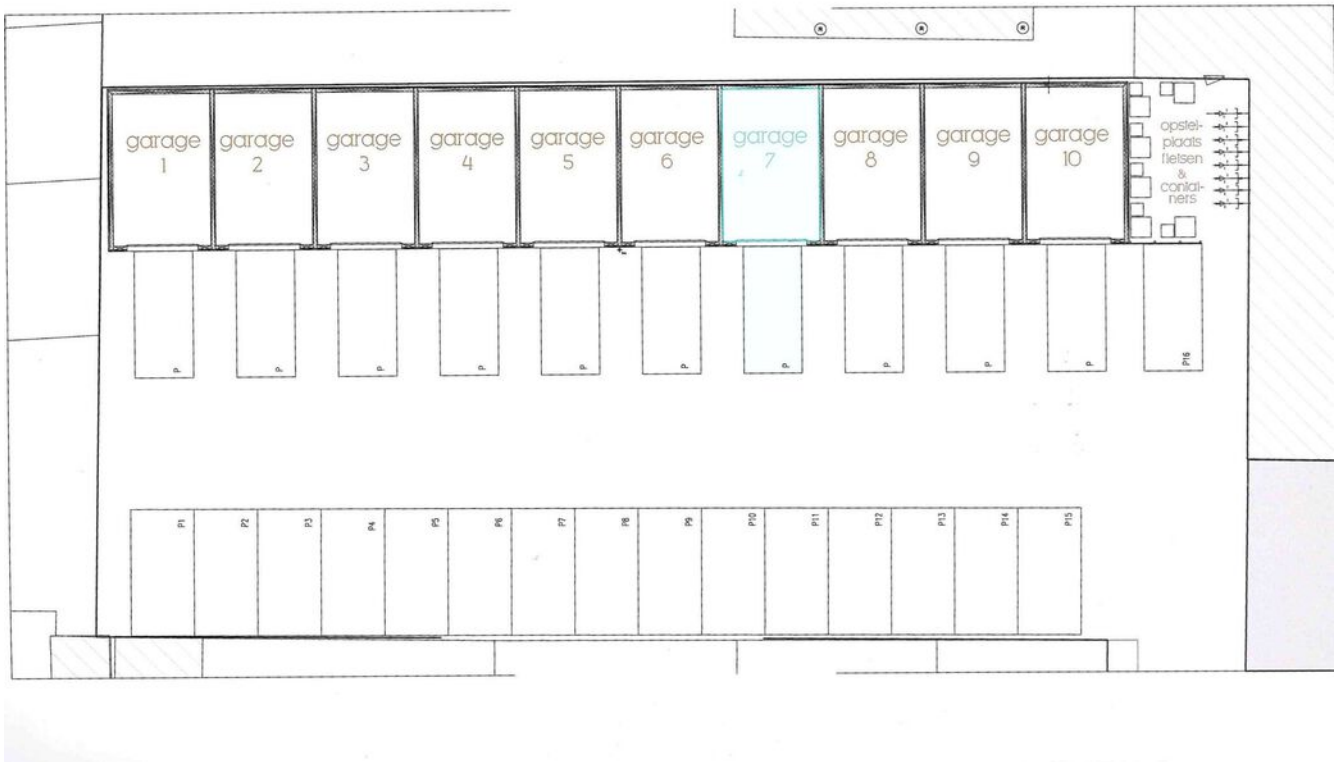 garage
1
garage
2
garage
3
garage
4
garage
5
garage
6
garage
7
garage
8
garage
9
garage
10
opstel-
plaats
fietsen
&
contai-
ners
P
P
P
P
P
P
P
P
P
P
P16
P1
P2
P3
P4
P5
P6
P7
P8
P9
P10
P11
P12
P13
P14
P15